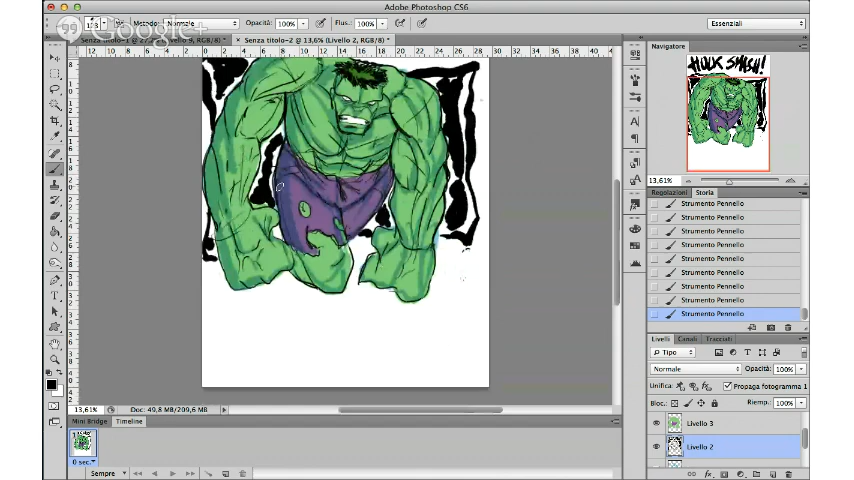 Adobe Photoshop CS6
Google+
103 Metodo: Normale Opacità: 100% Flus.: 100% Essenziali
Senza titolo-2 @ 13,6% (Livello 2, RGB/8) *
Navigatore
HULK SMASH!
13,61%
Regolazioni Storia
Strumento Pennello
Strumento Pennello
Strumento Pennello
Strumento Pennello
Strumento Pennello
Strumento Pennello
Strumento Pennello
Strumento Pennello
Strumento Pennello
Livelli Canali Tracciati
Tipo
Normale Opacità: 100%
Unifica: Propaga fotogramma 1
Bloc.: Riemp.: 100%
Livello 3
Livello 2
13,61% Doc: 49,8 MB/209,6 MB
Mini Bridge Timeline
0 sec.
Sempre